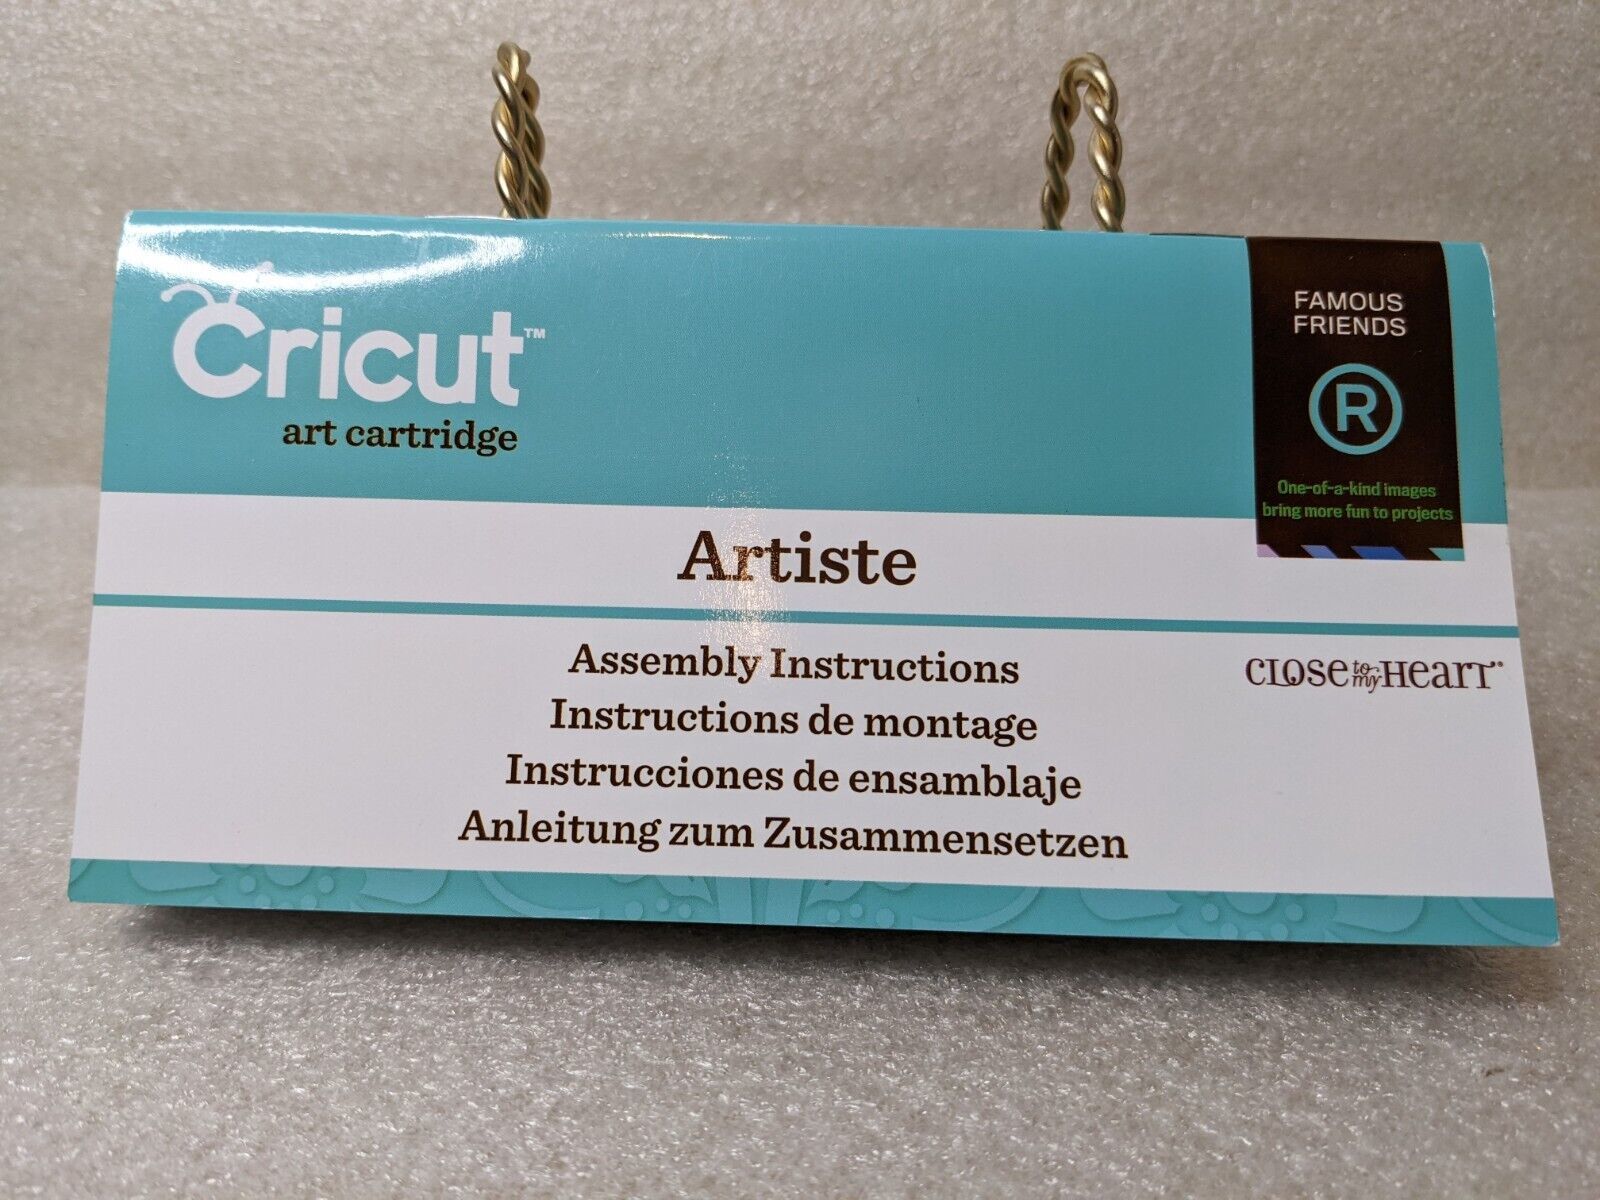 Cricut™
art cartridge
FAMOUS
FRIENDS
R
One-of-a-kind images
bring more fun to projects
Artiste
Assembly Instructions
Instructions de montage
Instrucciones de ensamblaje
Anleitung zum Zusammensetzen
CLOSE to my HEART®